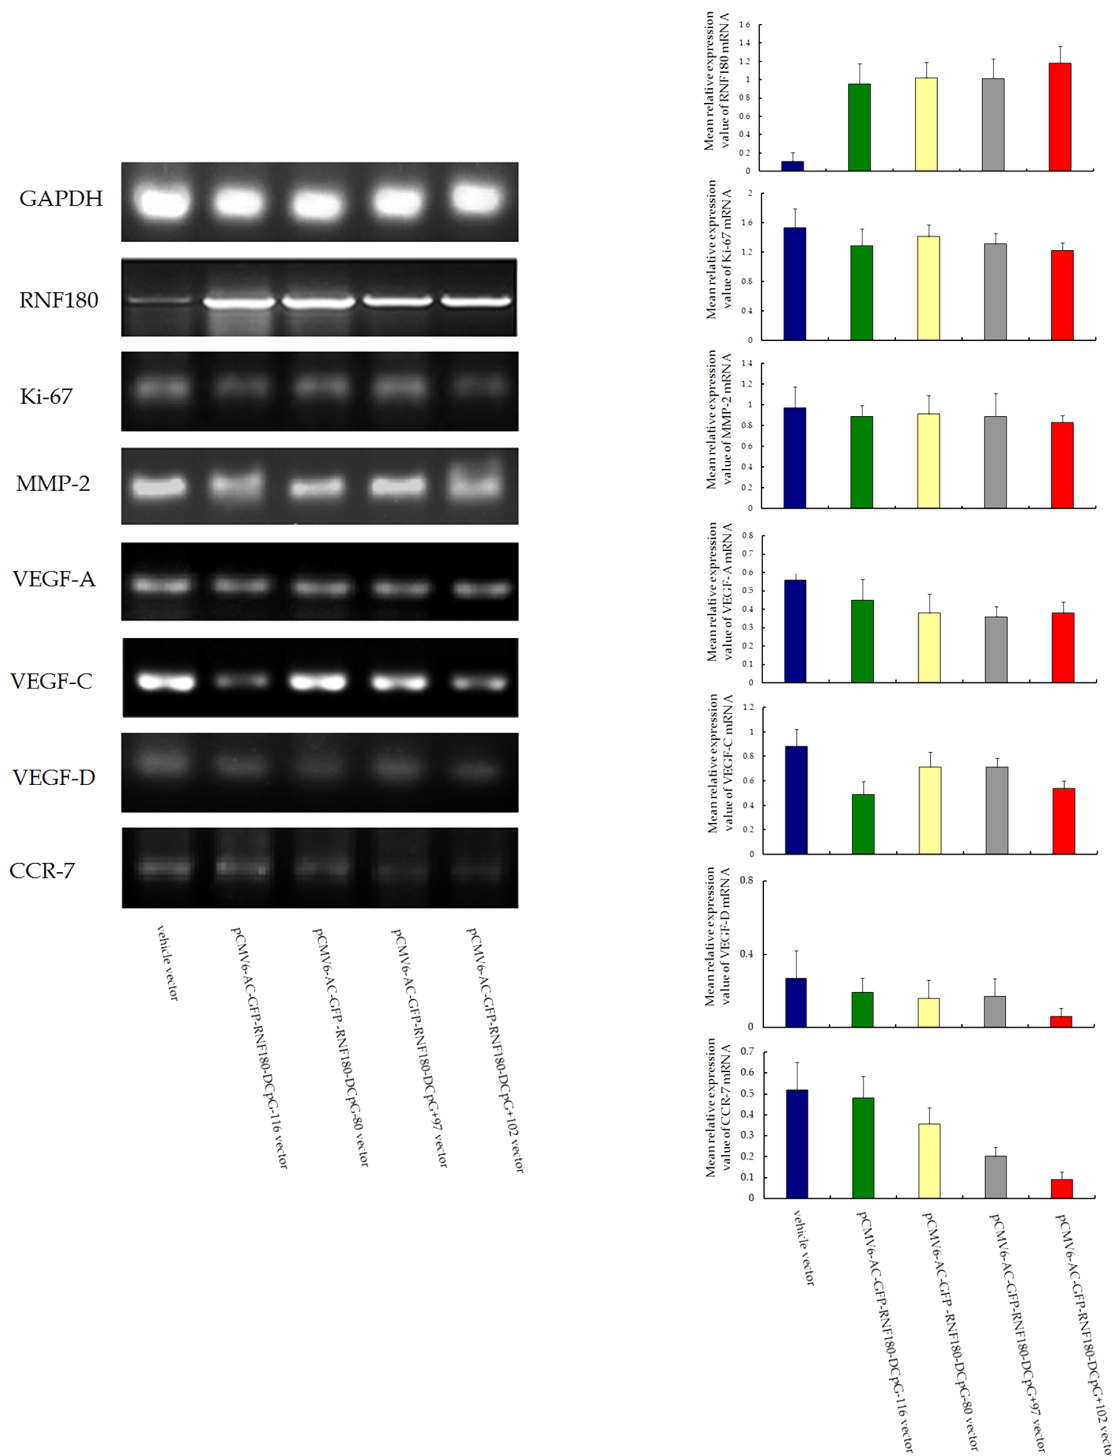 GAPDH
RNF180
Ki-67
MMP-2
VEGF-A
VEGF-C
VEGF-D
CCR-7
vehicle vector
pCMV6-AC-GFP-RNF180-DCpG-116 vector
pCMV6-AC-GFP -RNF180-DCpG-80 vector
pCMV6-AC-GFP-RNF180-DCpG+97 vector
pCMV6-AC-GFP-RNF180-DCpG+102 vector
Mean relative expression
value of RNF180 mRNA
1.6
1.4
1.2
1
0.8
0.6
0.4
0.2
0
Mean relative expression
value of Ki-67 mRNA
2
1.6
1.2
0.8
0.4
0
Mean relative expression
value of MMP-2 mRNA
1.4
1.2
1
0.8
0.6
0.4
0.2
0
Mean relative expression
value of VEGF-A mRNA
0.8
0.7
0.6
0.5
0.4
0.3
0.2
0.1
0
Mean relative expression
value of VEGF-C mRNA
1.2
1
0.8
0.6
0.4
0.2
0
Mean relative expression
value of VEGF-D mRNA
0.8
0.4
0
Mean relative expression
value of CCR-7 mRNA
0.7
0.6
0.5
0.4
0.3
0.2
0.1
0
vehicle vector
pCMV6-AC-GFP-RNF180-DCpG-116 vector
pCMV6-AC-GFP -RNF180-DCpG-80 vector
pCMV6-AC-GFP-RNF180-DCpG+97 vector
pCMV6-AC-GFP-RNF180-DCpG+102 vecto